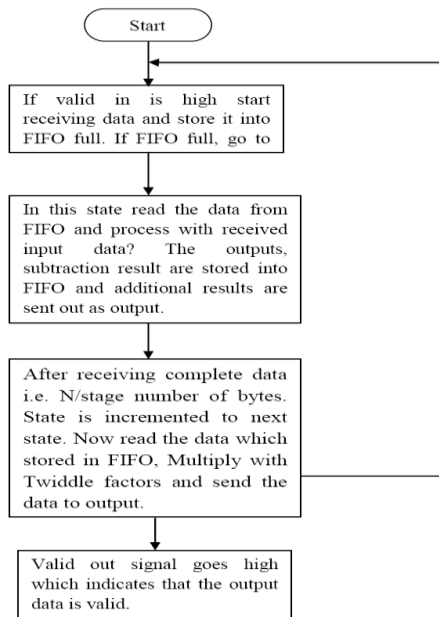 Start
If valid in is high start
receiving data and store it into
FIFO full. If FIFO full, go to
In this state read the data from
FIFO and process with received
input data? The outputs,
subtraction result are stored into
FIFO and additional results are
sent out as output.
After receiving complete data
i.e. N/stage number of bytes.
State is incremented to next
state. Now read the data which
stored in FIFO, Multiply with
Twiddle factors and send the
data to output.
Valid out signal goes high
which indicates that the output
data is valid.